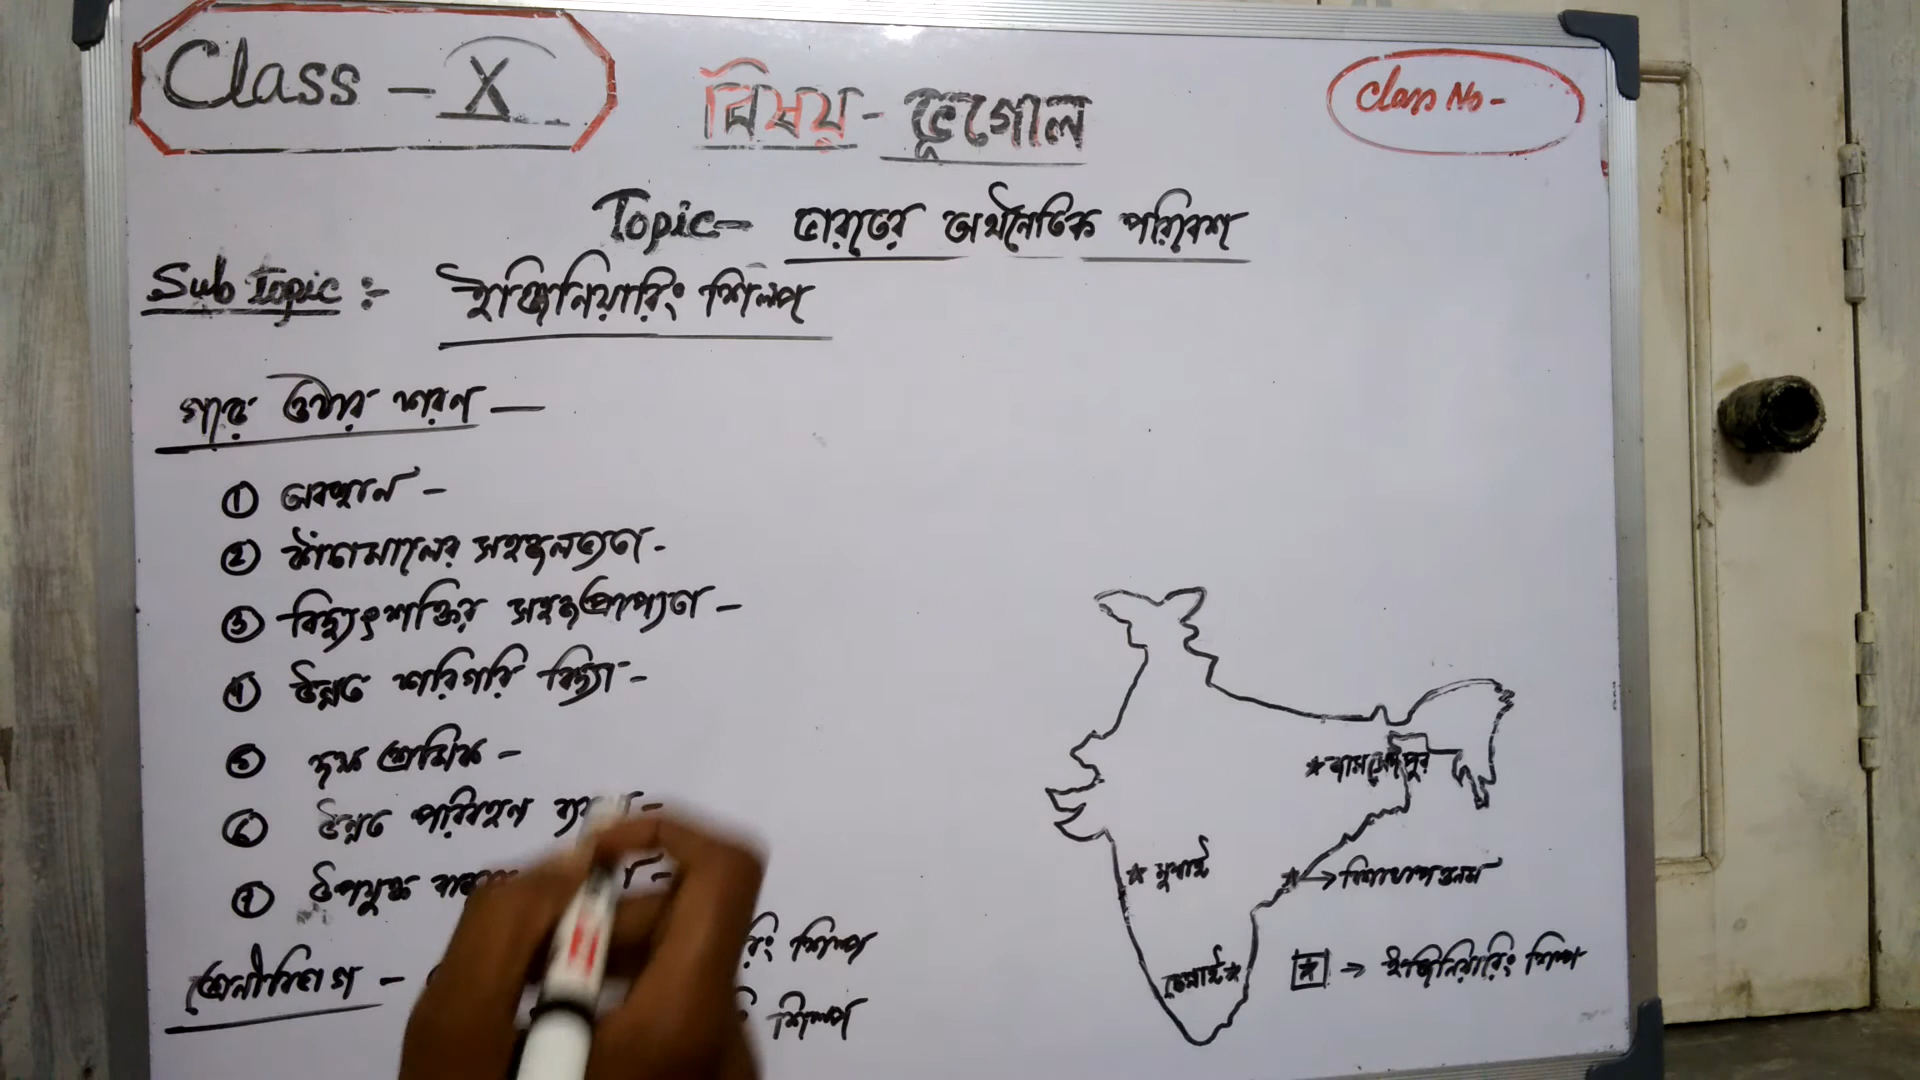 Class - X
বিষয় - ভূগোল
Class No -
Topic - ভারতের অর্থনৈতিক পরিবেশ
Sub Topic :- ইঞ্জিনিয়ারিং শিল্প
গড়ে ওঠার কারণ —
① অবস্থান -
② কাঁচামালের সহজলভ্যতা -
③ বিদ্যুৎশক্তির সহজপ্রাপ্যতা -
④ উন্নত কারিগরি বিদ্যা -
⑤ দক্ষ শ্রমিক -
⑥ উন্নত পরিবহন
⑦ উপযুক্ত
শ্রেণীবিভাগ -
শিল্প
শিল্প
জামসেদপুর
মুম্বাই
→ বিশাখাপত্তনম
চেন্নাই
→ ইঞ্জিনিয়ারিং শিল্প